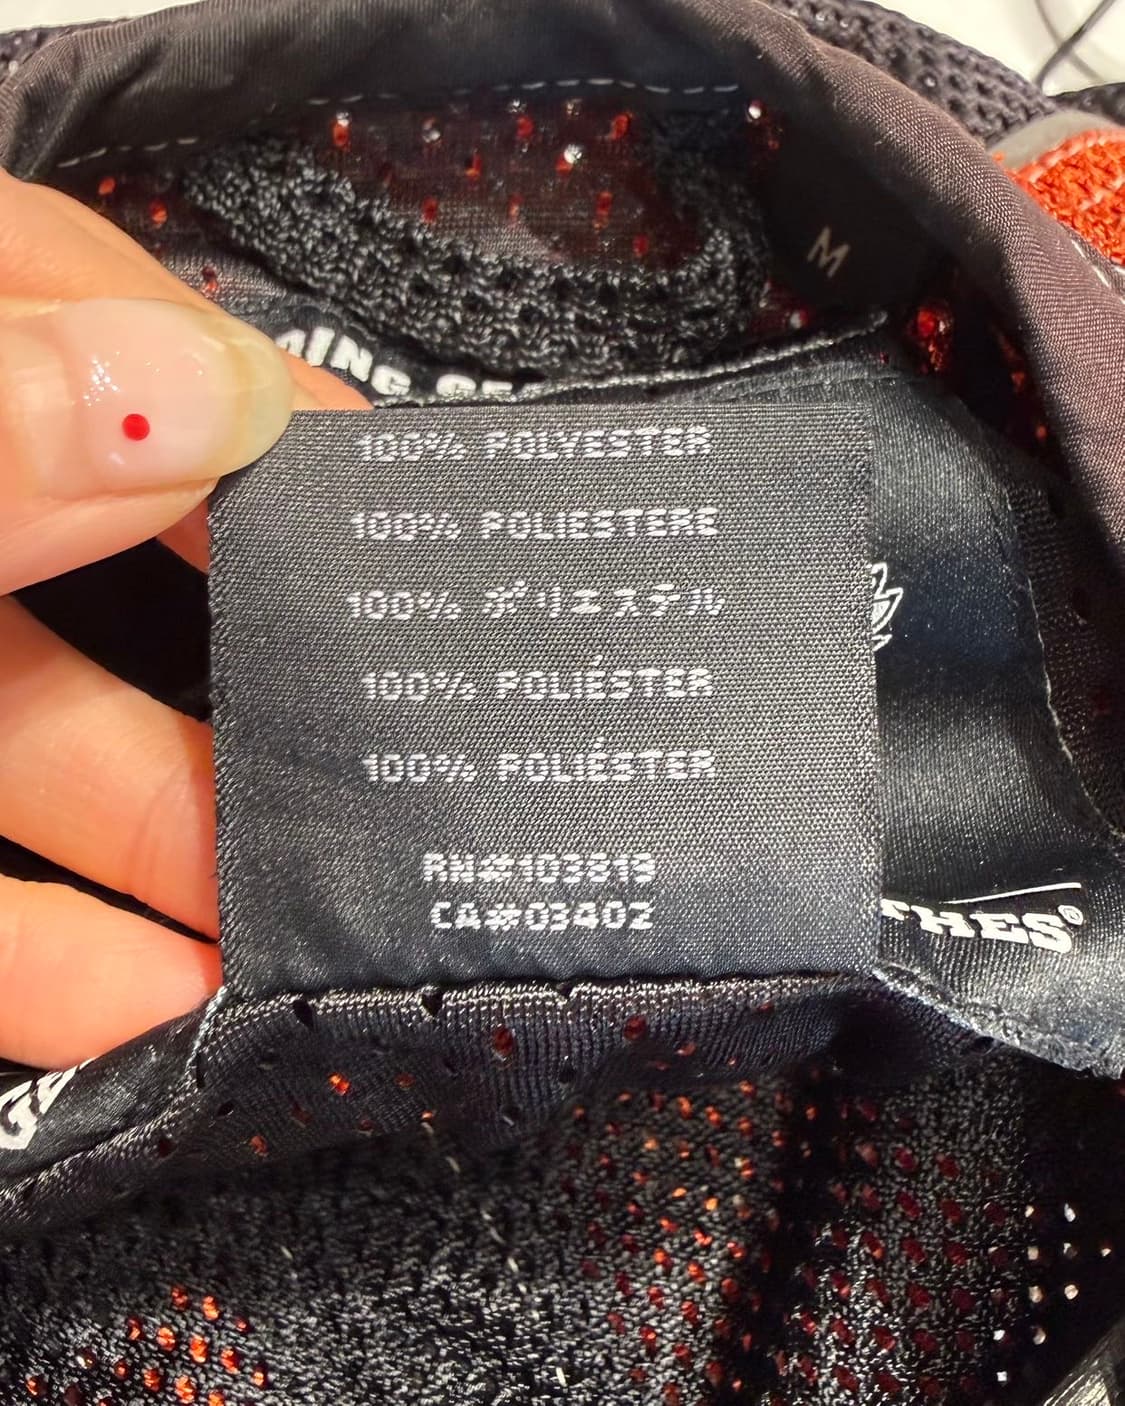 M
100% POLYESTER
100% POLIESTERE
100% ポリエステル
100% POLIÉSTER
100% POLIÉSTER
RN#103819
CA#03402